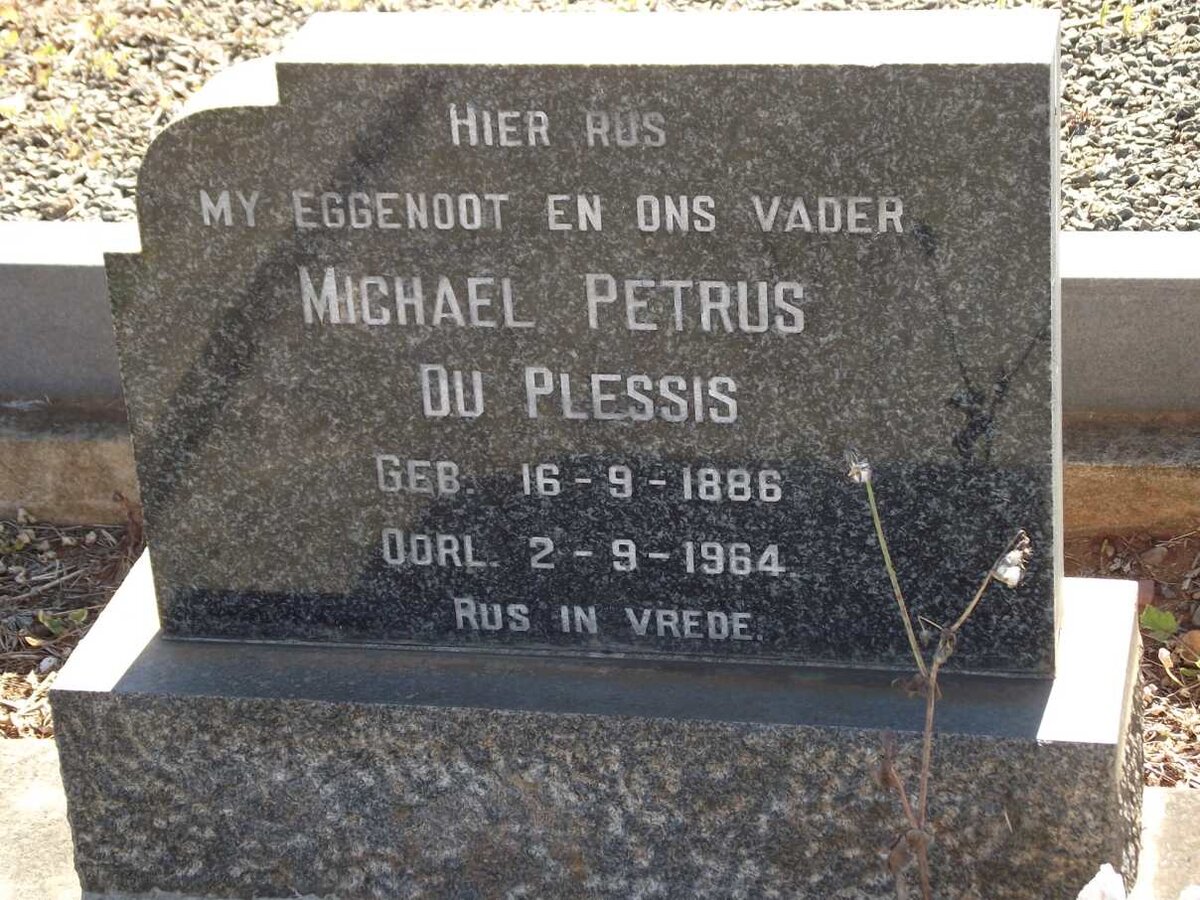 HIER RUS
MY EGGENOOT EN ONS VADER
MICHAEL PETRUS
DU PLESSIS
GEB. 16-9-1886
OORL. 2-9-1964.
RUS IN VREDE.